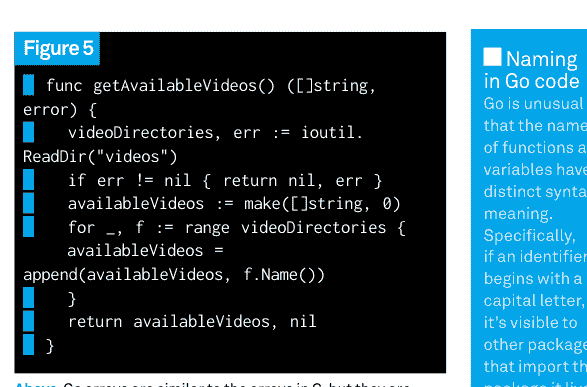 Figure 5
func getAvailableVideos() ([]string,
error) {
videoDirectories, err := ioutil.
ReadDir("videos")
if err != nil { return nil, err }
availableVideos := make([]string, 0)
for _, f := range videoDirectories {
availableVideos =
append(availableVideos, f.Name())
}
return availableVideos, nil
}
Naming
in Go code
Go is unusual
that the name
of functions a
variables have
distinct synta
meaning.
Specifically,
if an identifier
begins with a
capital letter,
it's visible to
other package
that import th